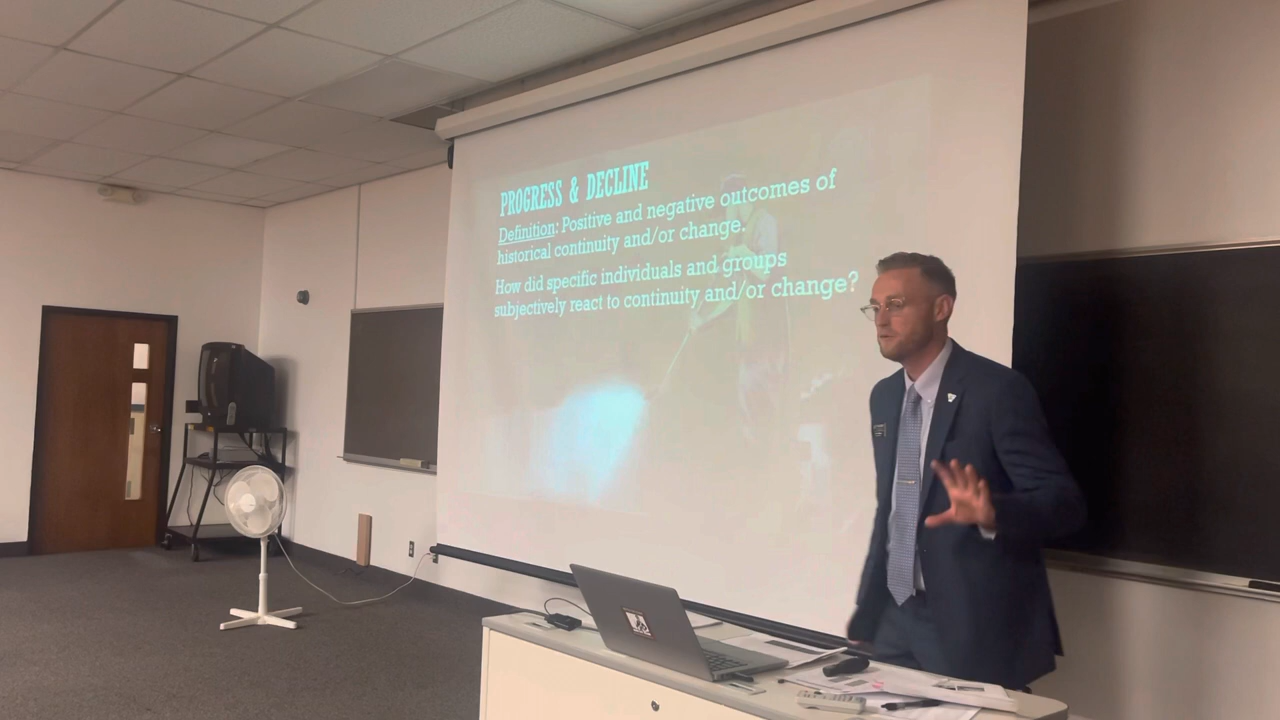 PROGRESS & DECLINE
Definition: Positive and negative outcomes of
historical continuity and/or change.
How did specific individuals and groups
subjectively react to continuity and/or change?